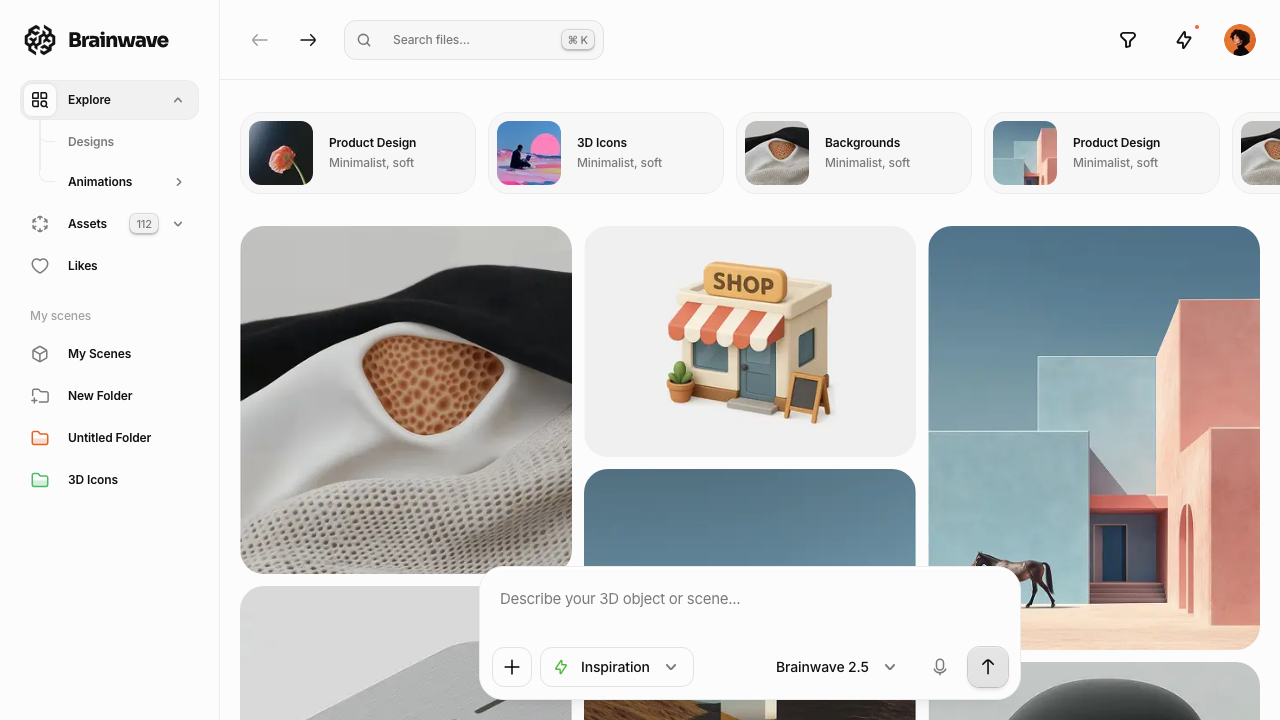 Brainwave
Search files...
⌘ K
Explore
Designs
Animations
Assets
112
Likes
My scenes
My Scenes
New Folder
Untitled Folder
3D Icons
Product Design
Minimalist, soft
3D Icons
Minimalist, soft
Backgrounds
Minimalist, soft
Product Design
Minimalist, soft
SHOP
Describe your 3D object or scene...
Inspiration
Brainwave 2.5